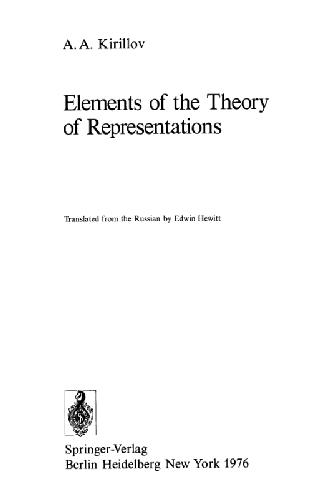 A. A. Kirillov
Elements of the Theory
of Representations
Translated from the Russian by Edwin Hewitt
Springer-Verlag
Berlin Heidelberg New York 1976